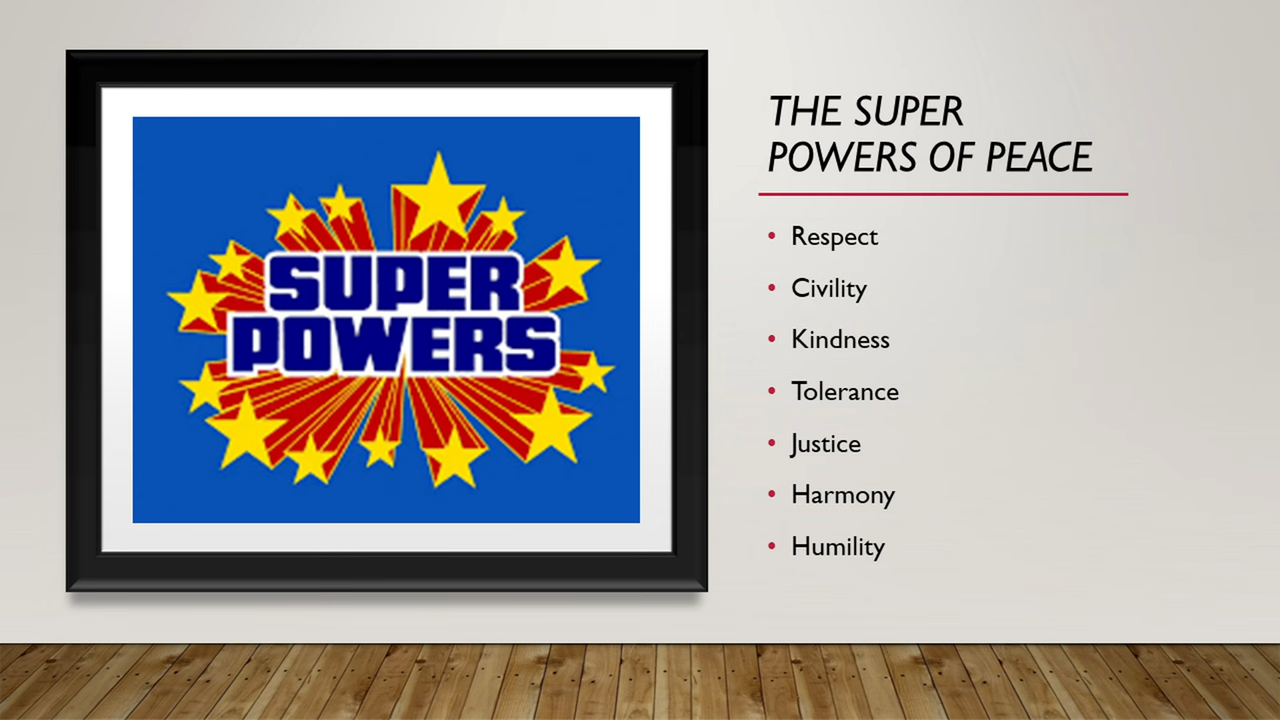 SUPER
POWERS
THE SUPER
POWERS OF PEACE
• Respect
• Civility
• Kindness
• Tolerance
• Justice
• Harmony
• Humility